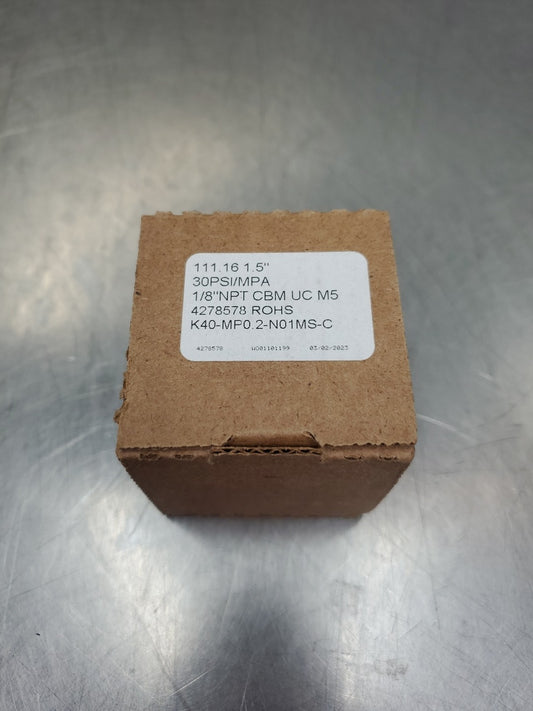 111.16 1.5"
30PSI/MPA
1/8"NPT CBM UC M5
4278578 ROHS
K40-MP0.2-N01MS-C
4278578 WO01101199 03/02/2023